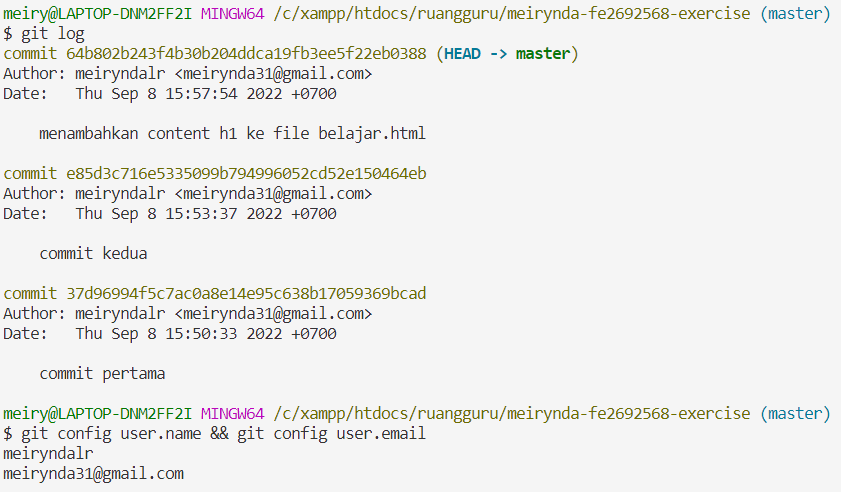 meiry@LAPTOP-DNM2FF2I MINGW64 /c/xampp/htdocs/ruangguru/meirynda-fe2692568-exercise (master)
$ git log
commit 64b802b243f4b30b204ddca19fb3ee5f22eb0388 (HEAD -> master)
Author: meiryndalr <meirynda31@gmail.com>
Date:   Thu Sep 8 15:57:54 2022 +0700
menambahkan content h1 ke file belajar.html
commit e85d3c716e5335099b794996052cd52e150464eb
Author: meiryndalr <meirynda31@gmail.com>
Date:   Thu Sep 8 15:53:37 2022 +0700
commit kedua
commit 37d96994f5c7ac0a8e14e95c638b17059369bcad
Author: meiryndalr <meirynda31@gmail.com>
Date:   Thu Sep 8 15:50:33 2022 +0700
commit pertama
meiry@LAPTOP-DNM2FF2I MINGW64 /c/xampp/htdocs/ruangguru/meirynda-fe2692568-exercise (master)
$ git config user.name && git config user.email
meiryndalr
meirynda31@gmail.com